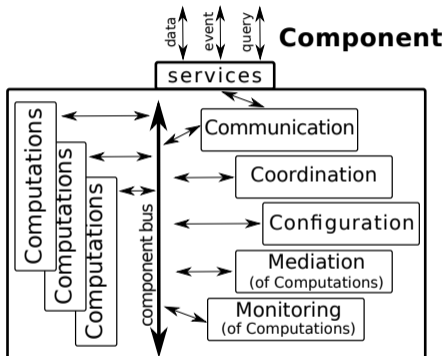 data
event
query
Component
services
Computations
Computations
Computations
component bus
Communication
Coordination
Configuration
Mediation
(of Computations)
Monitoring
(of Computations)